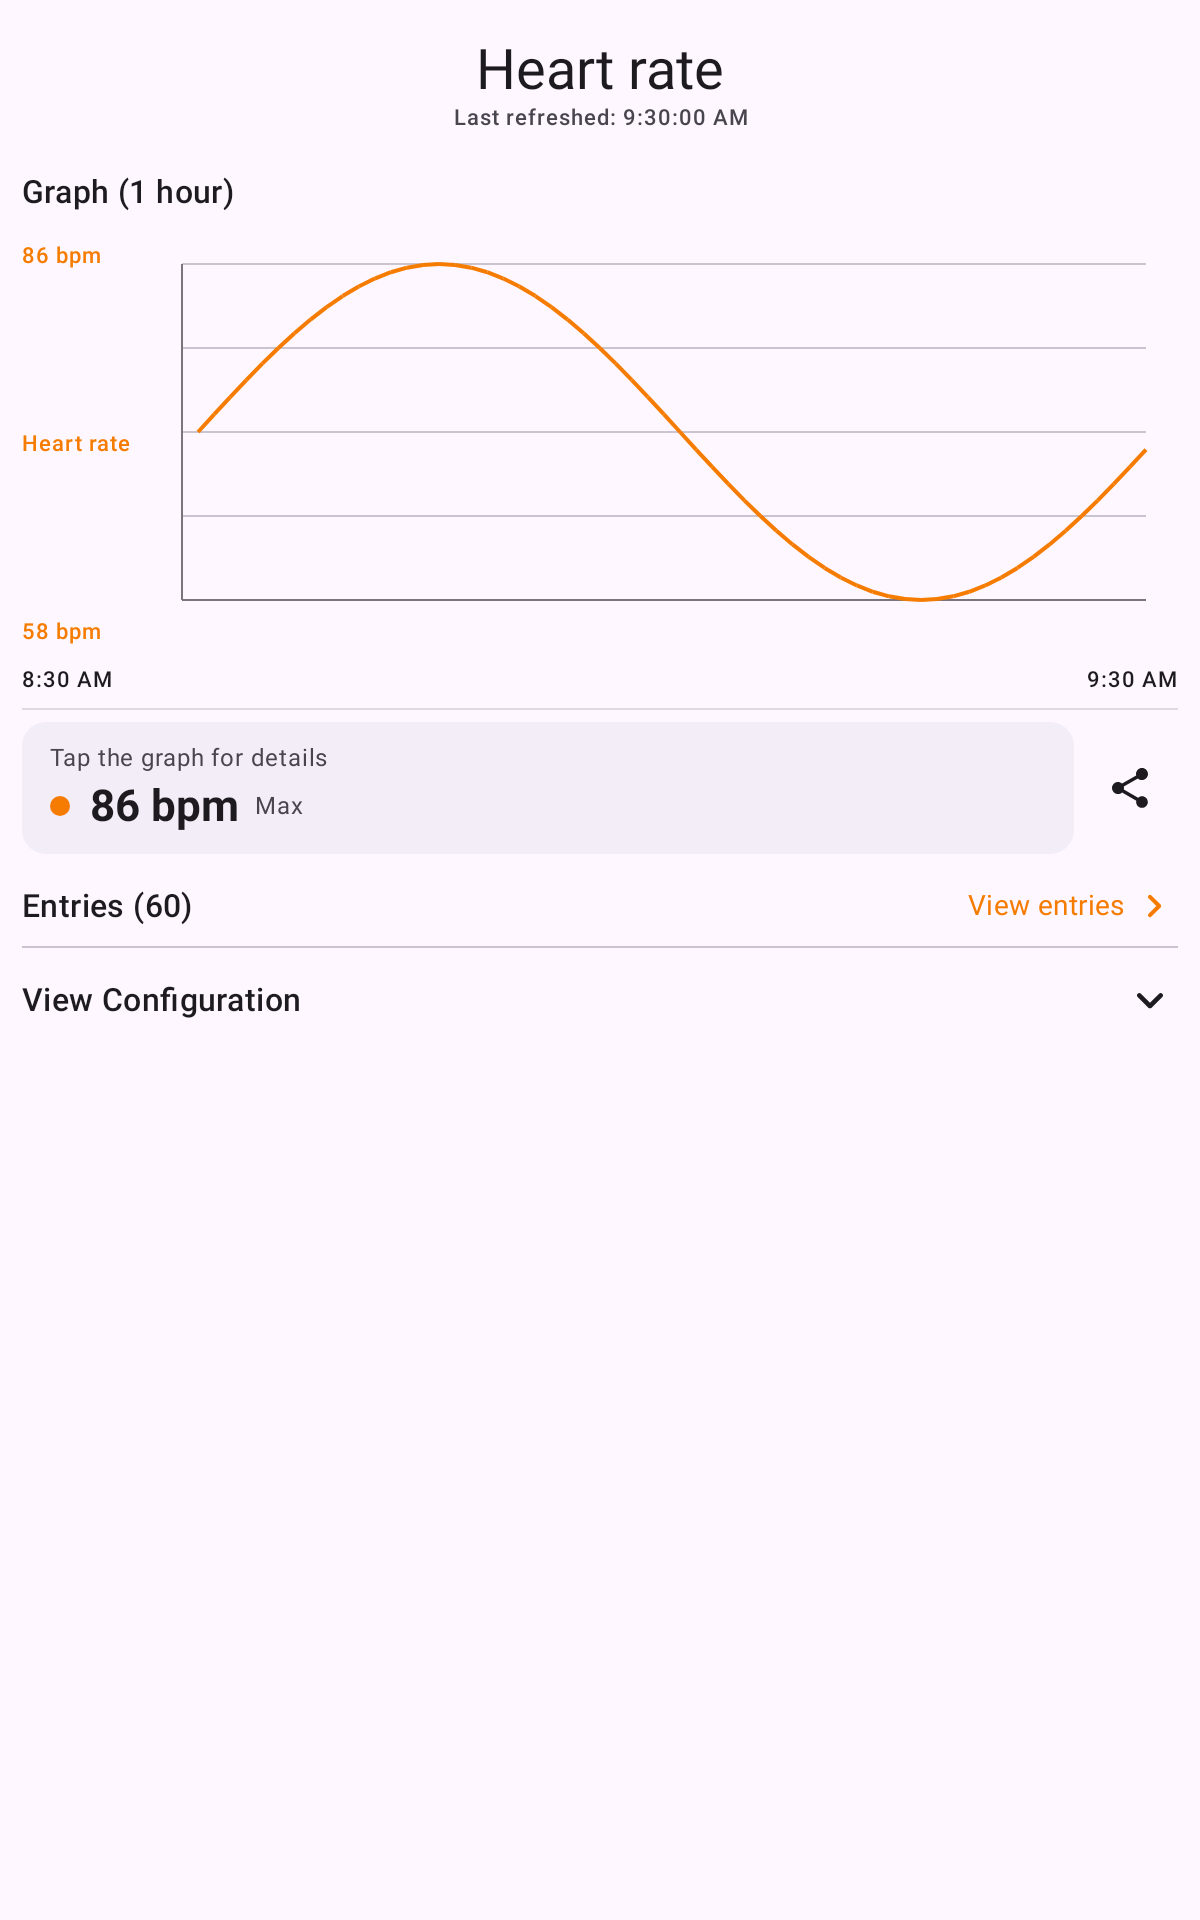 Heart rate
Last refreshed: 9:30:00 AM
Graph (1 hour)
86 bpm
Heart rate
58 bpm
8:30 AM
9:30 AM
Tap the graph for details
86 bpm Max
Entries (60)
View entries
View Configuration